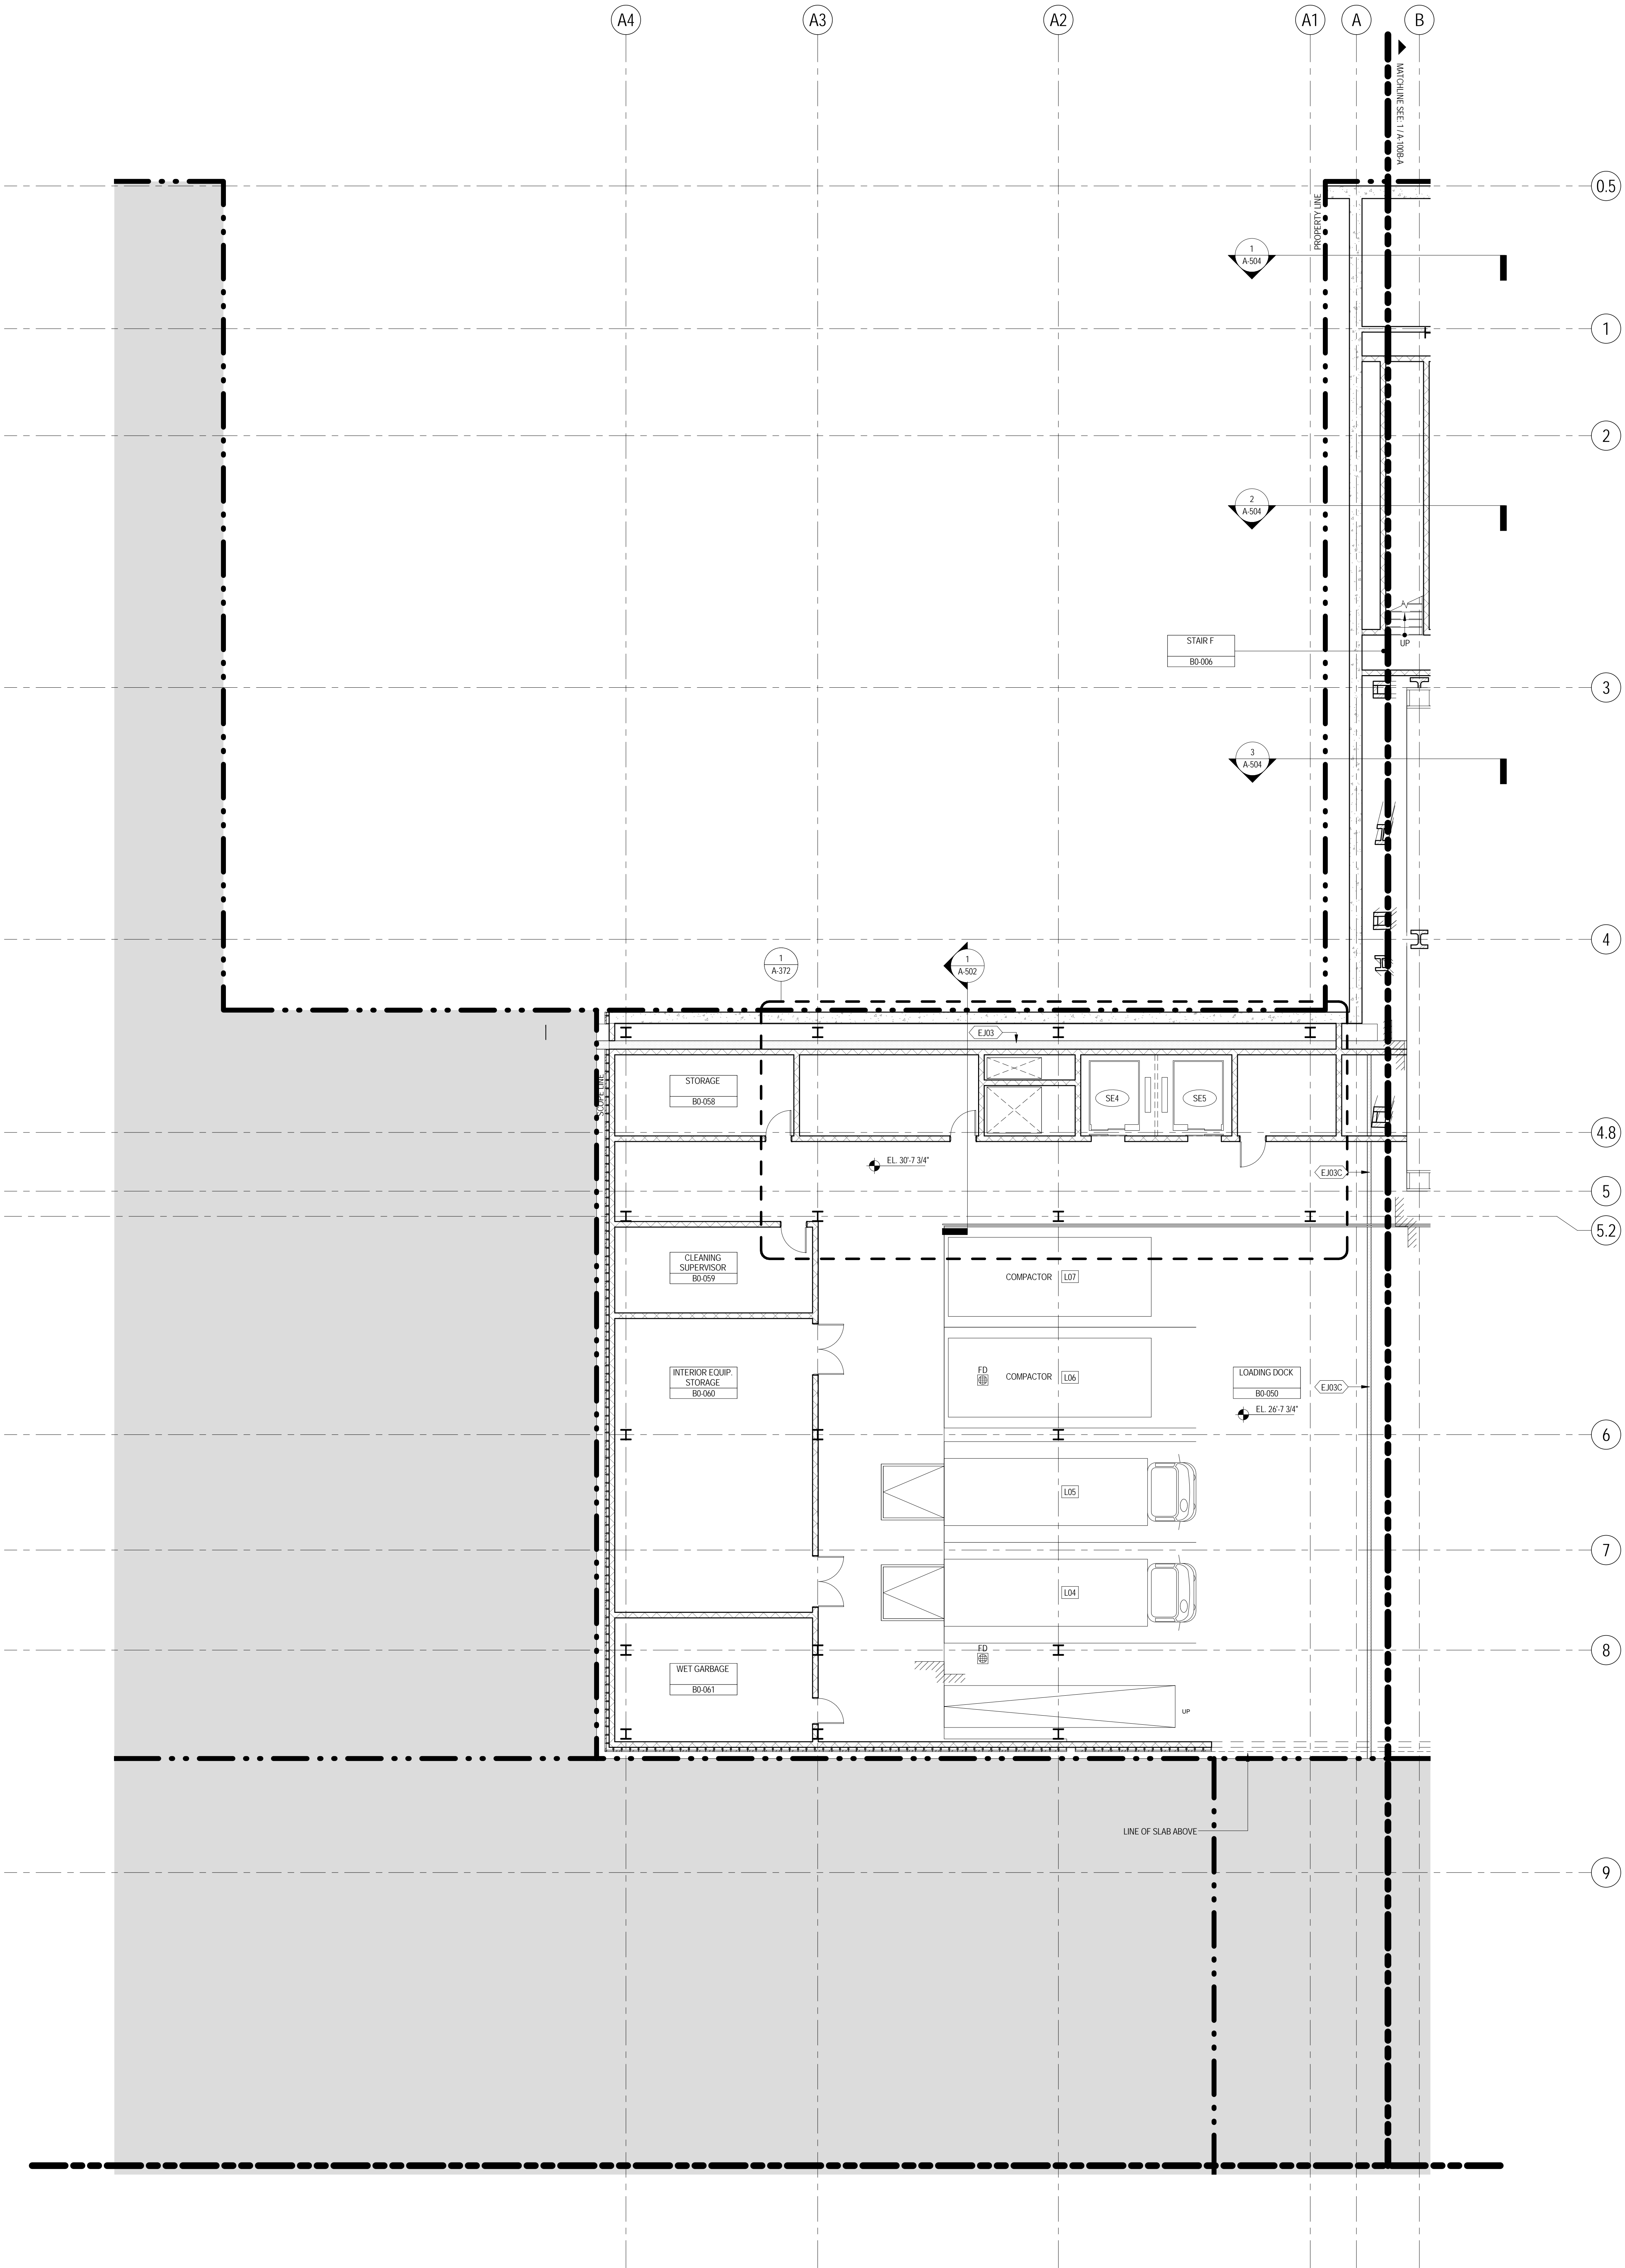 A4
A3
A2
A1
A
B
MATCHLINE SEE: 1 / A-100B-A
0.5
PROPERTY LINE
1
A-504
1
2
2
A-504
STAIR F
B0-006
UP
3
3
A-504
4
1
A-372
1
A-502
EJ03
SCOPE LINE
STORAGE
B0-058
SE4
SE5
4.8
EL. 30'-7 3/4"
EJ03C
5
5.2
CLEANING
SUPERVISOR
B0-059
COMPACTOR
L07
INTERIOR EQUIP.
STORAGE
B0-060
FD
COMPACTOR
L06
LOADING DOCK
B0-050
EJ03C
EL. 26'-7 3/4"
6
L05
7
L04
8
FD
WET GARBAGE
B0-061
UP
LINE OF SLAB ABOVE
9